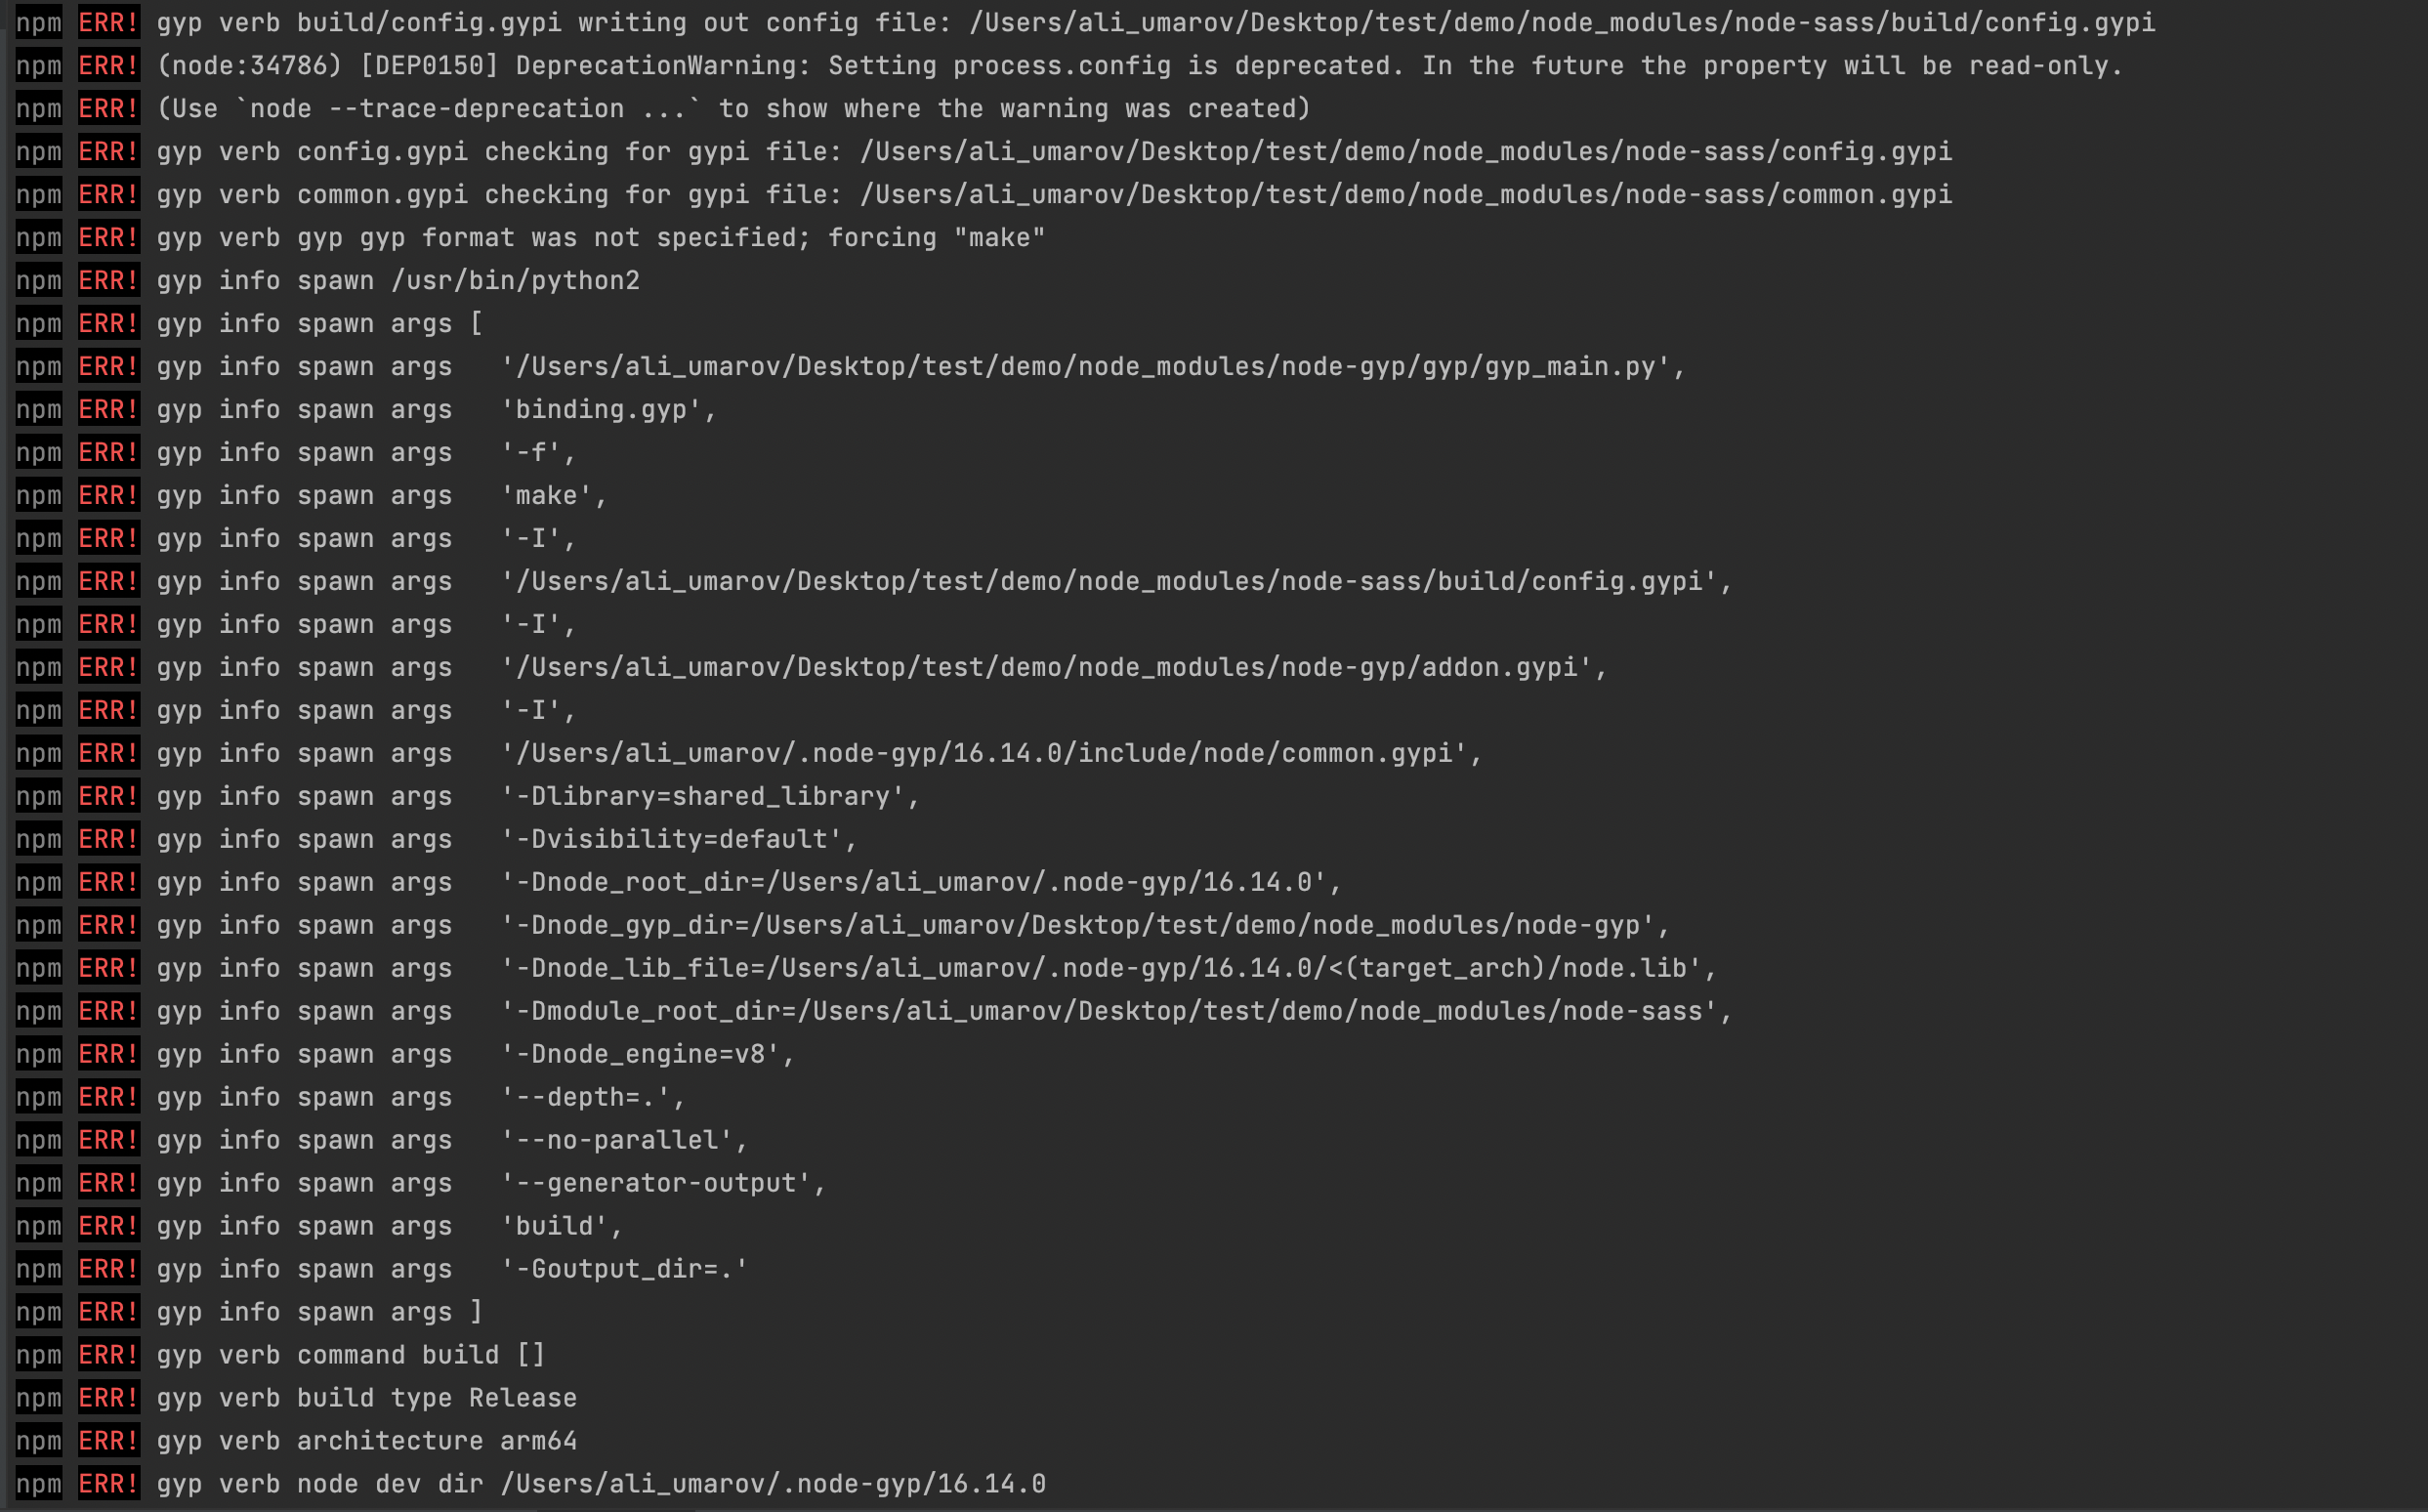 npm ERR! gyp verb build/config.gypi writing out config file: /Users/ali_umarov/Desktop/test/demo/node_modules/node-sass/build/config.gypi
npm ERR! (node:34786) [DEP0150] DeprecationWarning: Setting process.config is deprecated. In the future the property will be read-only.
npm ERR! (Use `node --trace-deprecation ...` to show where the warning was created)
npm ERR! gyp verb config.gypi checking for gypi file: /Users/ali_umarov/Desktop/test/demo/node_modules/node-sass/config.gypi
npm ERR! gyp verb common.gypi checking for gypi file: /Users/ali_umarov/Desktop/test/demo/node_modules/node-sass/common.gypi
npm ERR! gyp verb gyp gyp format was not specified; forcing "make"
npm ERR! gyp info spawn /usr/bin/python2
npm ERR! gyp info spawn args [
npm ERR! gyp info spawn args   '/Users/ali_umarov/Desktop/test/demo/node_modules/node-gyp/gyp/gyp_main.py',
npm ERR! gyp info spawn args   'binding.gyp',
npm ERR! gyp info spawn args   '-f',
npm ERR! gyp info spawn args   'make',
npm ERR! gyp info spawn args   '-I',
npm ERR! gyp info spawn args   '/Users/ali_umarov/Desktop/test/demo/node_modules/node-sass/build/config.gypi',
npm ERR! gyp info spawn args   '-I',
npm ERR! gyp info spawn args   '/Users/ali_umarov/Desktop/test/demo/node_modules/node-gyp/addon.gypi',
npm ERR! gyp info spawn args   '-I',
npm ERR! gyp info spawn args   '/Users/ali_umarov/.node-gyp/16.14.0/include/node/common.gypi',
npm ERR! gyp info spawn args   '-Dlibrary=shared_library',
npm ERR! gyp info spawn args   '-Dvisibility=default',
npm ERR! gyp info spawn args   '-Dnode_root_dir=/Users/ali_umarov/.node-gyp/16.14.0',
npm ERR! gyp info spawn args   '-Dnode_gyp_dir=/Users/ali_umarov/Desktop/test/demo/node_modules/node-gyp',
npm ERR! gyp info spawn args   '-Dnode_lib_file=/Users/ali_umarov/.node-gyp/16.14.0/<(target_arch)/node.lib',
npm ERR! gyp info spawn args   '-Dmodule_root_dir=/Users/ali_umarov/Desktop/test/demo/node_modules/node-sass',
npm ERR! gyp info spawn args   '-Dnode_engine=v8',
npm ERR! gyp info spawn args   '--depth=.',
npm ERR! gyp info spawn args   '--no-parallel',
npm ERR! gyp info spawn args   '--generator-output',
npm ERR! gyp info spawn args   'build',
npm ERR! gyp info spawn args   '-Goutput_dir=.'
npm ERR! gyp info spawn args ]
npm ERR! gyp verb command build []
npm ERR! gyp verb build type Release
npm ERR! gyp verb architecture arm64
npm ERR! gyp verb node dev dir /Users/ali_umarov/.node-gyp/16.14.0